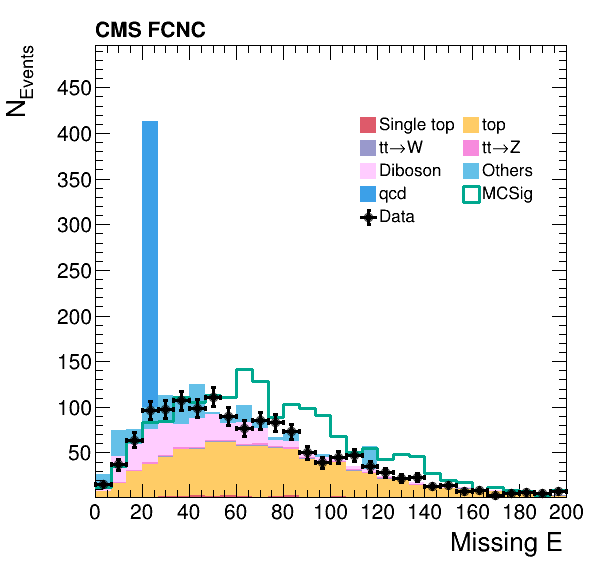 CMS FCNC
N_Events
450
400
350
300
250
200
150
100
50
Single top top
tt→W tt→Z
Diboson Others
qcd MCSig
Data
0 20 40 60 80 100 120 140 160 180 200
Missing E